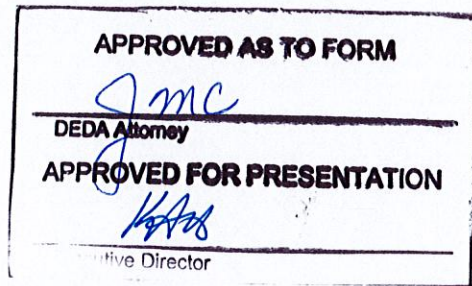 APPROVED AS TO FORM
JMC
DEDA Attorney
APPROVED FOR PRESENTATION
utive Director